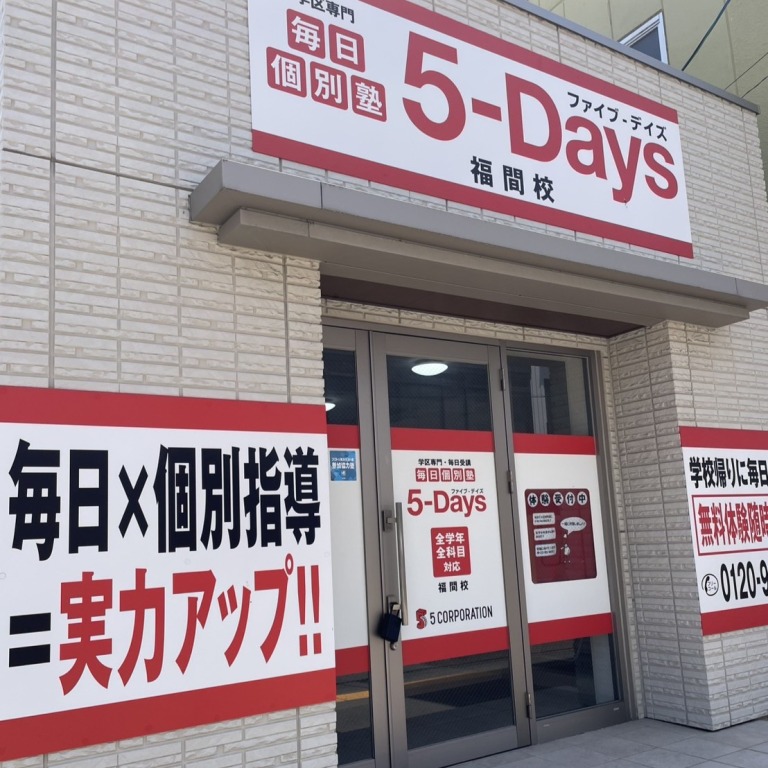 学区専門
毎日
個別塾
ファイブ-デイズ
5-Days
福間校
毎日×個別指導
=実力アップ!!
学区専門・毎日受講
毎日個別塾
ファイブ-デイズ
5-Days
全学年
全科目
対応
福間校
5 CORPORATION
体験受付中
学校帰りに毎日
無料体験随時
0120-9